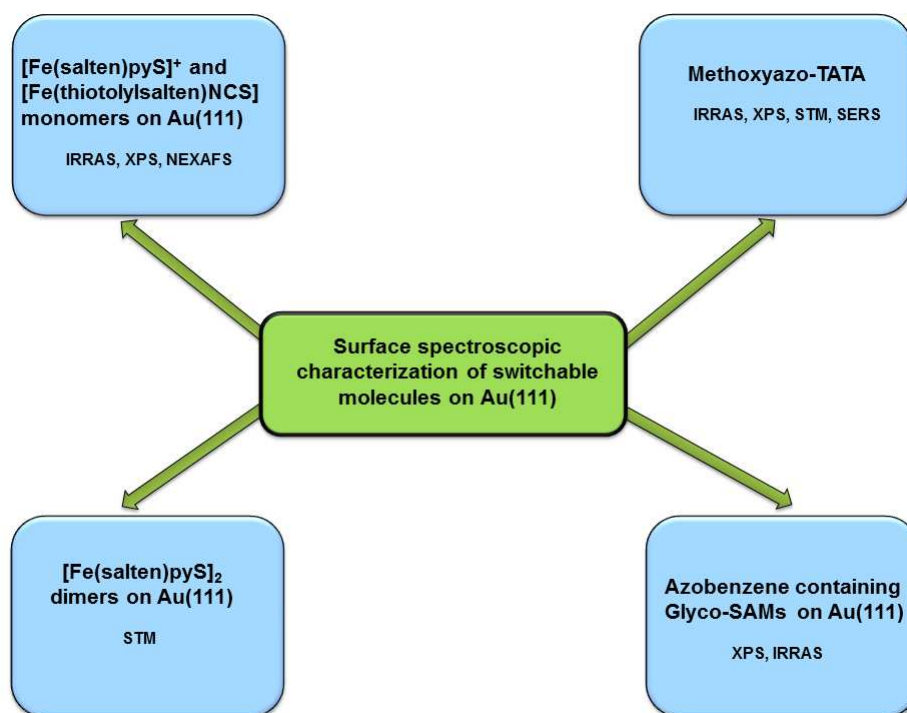 [Fe(salten)pyS]⁺ and
[Fe(thiotolylsalten)NCS]
monomers on Au(111)
IRRAS, XPS, NEXAFS
Methoxyazo-TATA
IRRAS, XPS, STM, SERS
Surface spectroscopic
characterization of switchable
molecules on Au(111)
[Fe(salten)pyS]₂
dimers on Au(111)
STM
Azobenzene containing
Glyco-SAMs on Au(111)
XPS, IRRAS